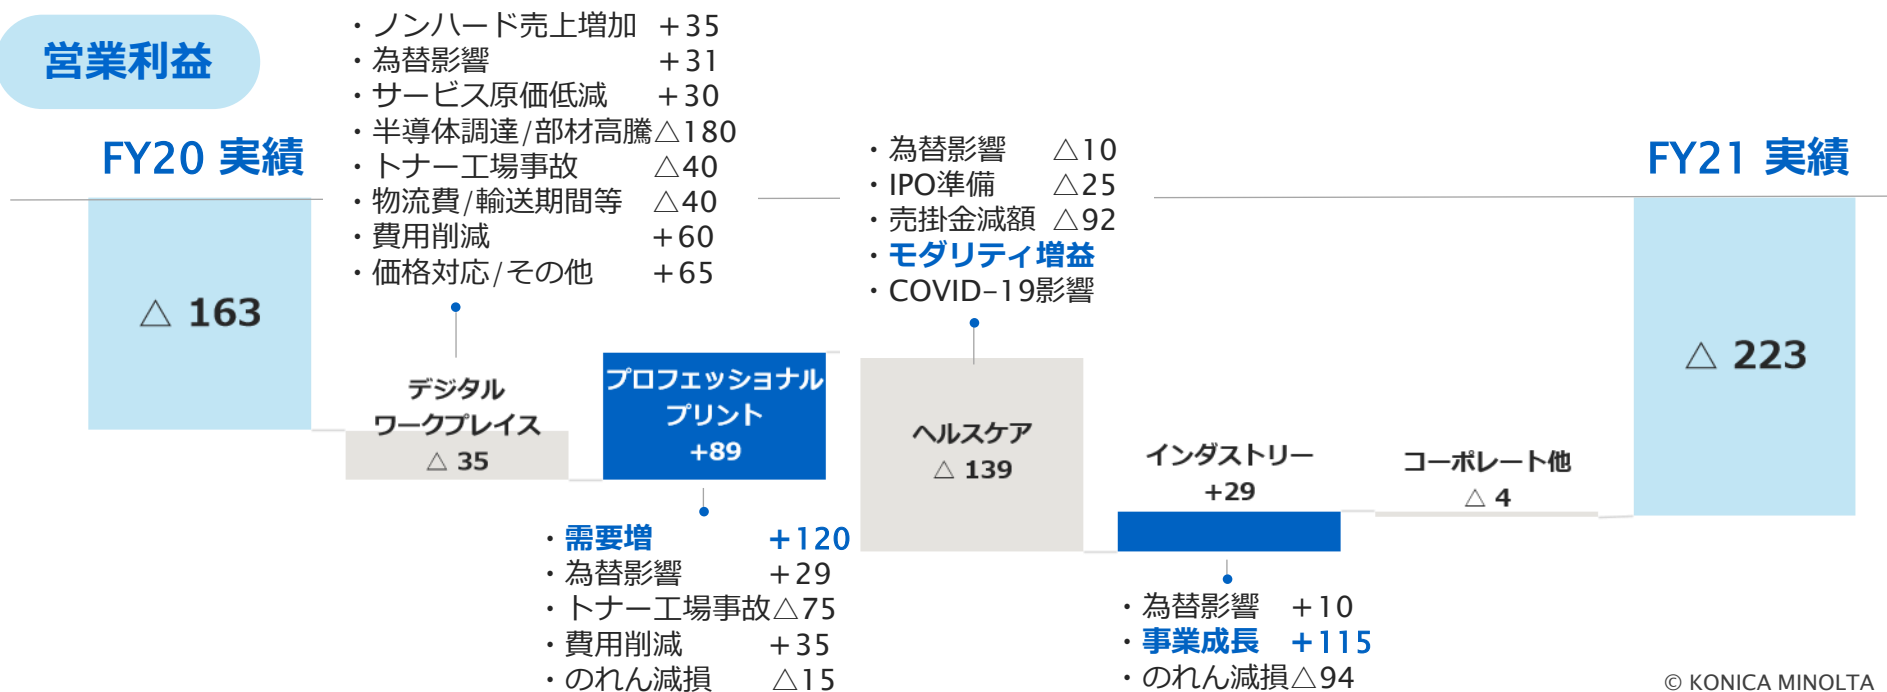 営業利益
FY20 実績
△ 163
・ノンハード売上増加 +35
・為替影響 +31
・サービス原価低減 +30
・半導体調達/部材高騰△180
・トナー工場事故 △40
・物流費/輸送期間等 △40
・費用削減 +60
・価格対応/その他 +65
デジタル
ワークプレイス
△ 35
プロフェッショナル
プリント
+89
・需要増 +120
・為替影響 +29
・トナー工場事故△75
・費用削減 +35
・のれん減損 △15
・為替影響 △10
・IPO準備 △25
・売掛金減額 △92
・モダリティ増益
・COVID-19影響
ヘルスケア
△ 139
インダストリー
+29
・為替影響 +10
・事業成長 +115
・のれん減損△94
コーポレート他
△ 4
FY21 実績
△ 223
© KONICA MINOLTA